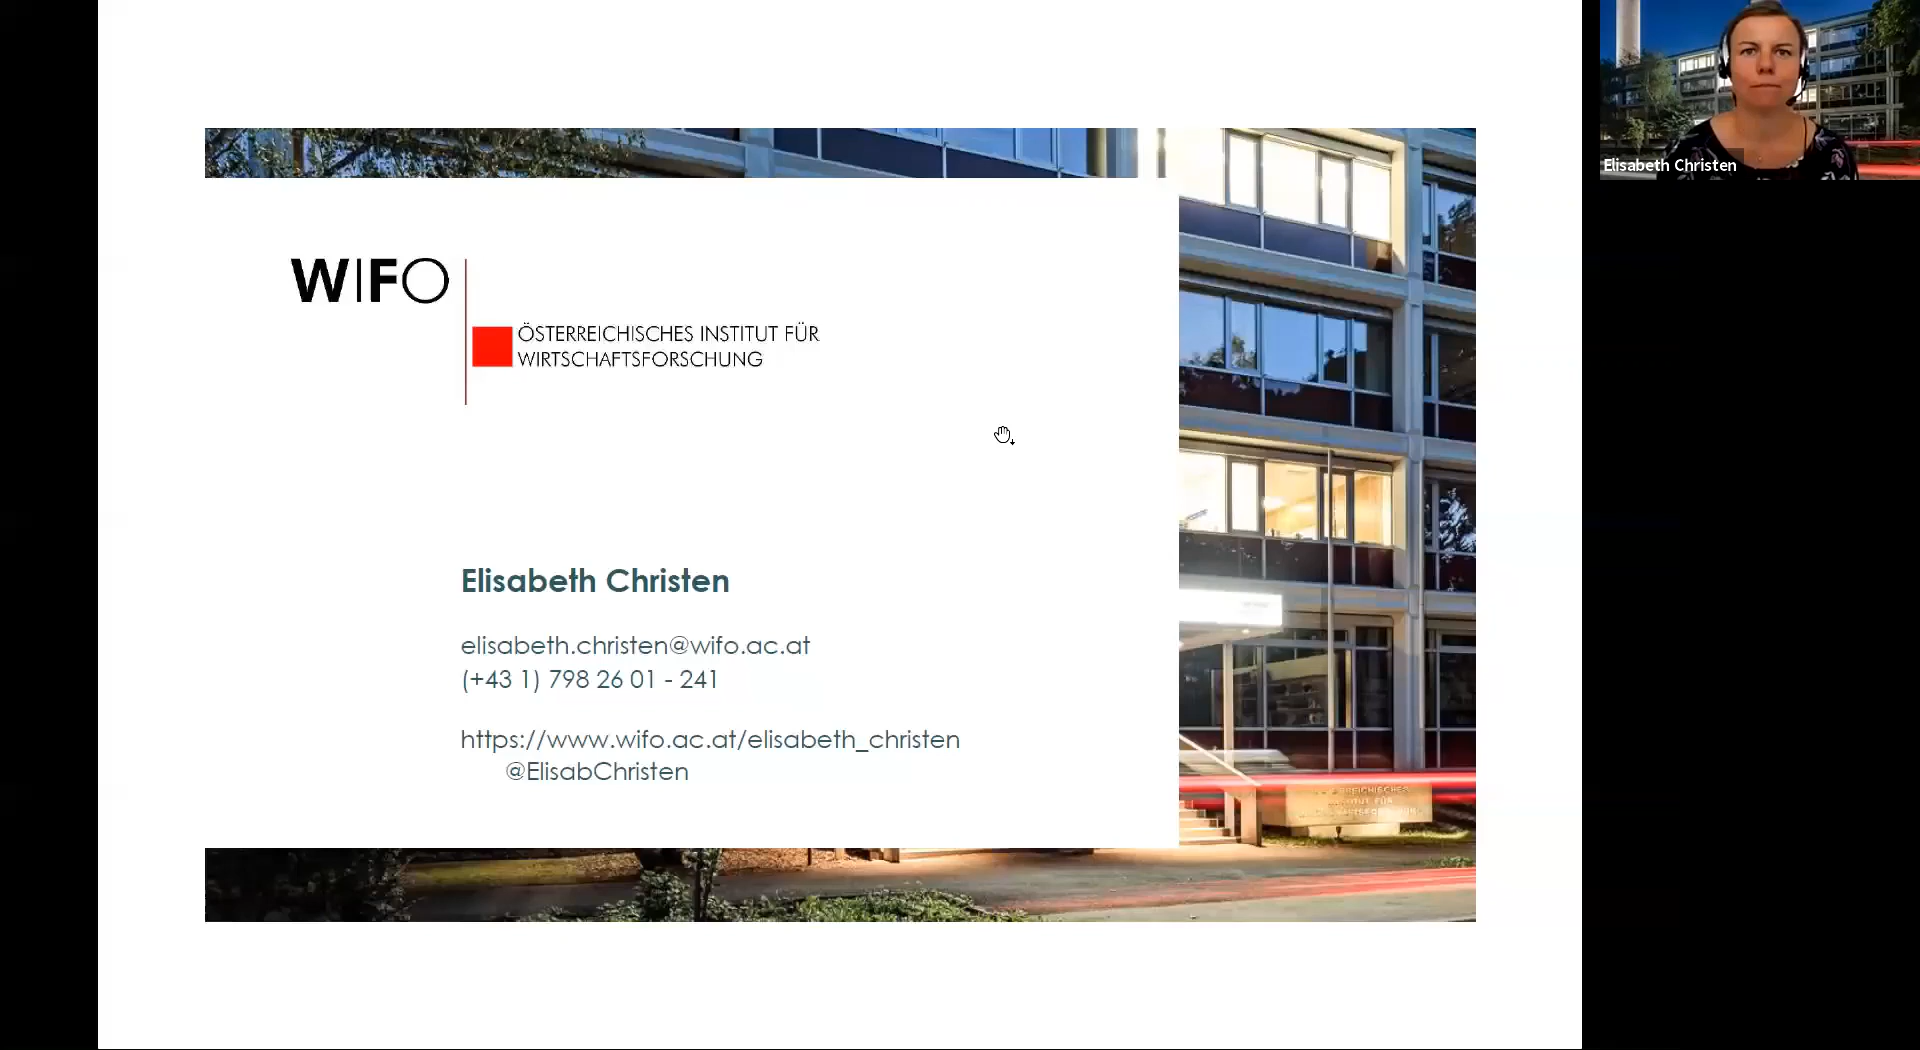 WIFO
ÖSTERREICHISCHES INSTITUT FÜR
WIRTSCHAFTSFORSCHUNG
Elisabeth Christen
elisabeth.christen@wifo.ac.at
(+43 1) 798 26 01 - 241
https://www.wifo.ac.at/elisabeth_christen
@ElisabChristen
Elisabeth Christen